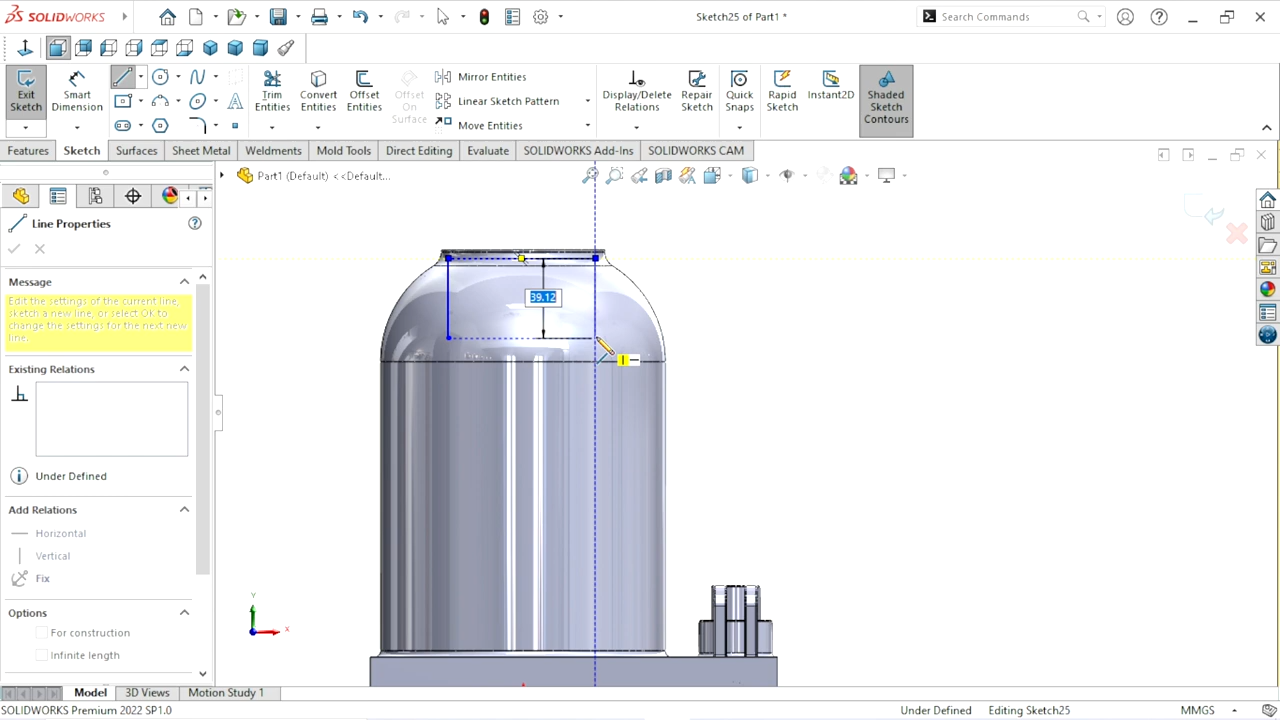 SOLIDWORKS
Sketch25 of Part1 *
Search Commands
Exit Sketch
Smart Dimension
Trim Entities
Convert Entities
Offset Entities
Offset On Surface
Mirror Entities
Linear Sketch Pattern
Move Entities
Display/Delete Relations
Repair Sketch
Quick Snaps
Rapid Sketch
Instant2D
Shaded Sketch Contours
Features
Sketch
Surfaces
Sheet Metal
Weldments
Mold Tools
Direct Editing
Evaluate
SOLIDWORKS Add-Ins
SOLIDWORKS CAM
Part1 (Default) <<Default...
Line Properties
Message
Edit the settings of the current line,
sketch a new line, or select Ok to
change the settings for the next new
line.
Existing Relations
Under Defined
Add Relations
Horizontal
Vertical
Fix
Options
For construction
Infinite length
39.12
Y
X
Model
3D Views
Motion Study 1
SOLIDWORKS Premium 2022 SP1.0
Under Defined
Editing Sketch25
MMGS